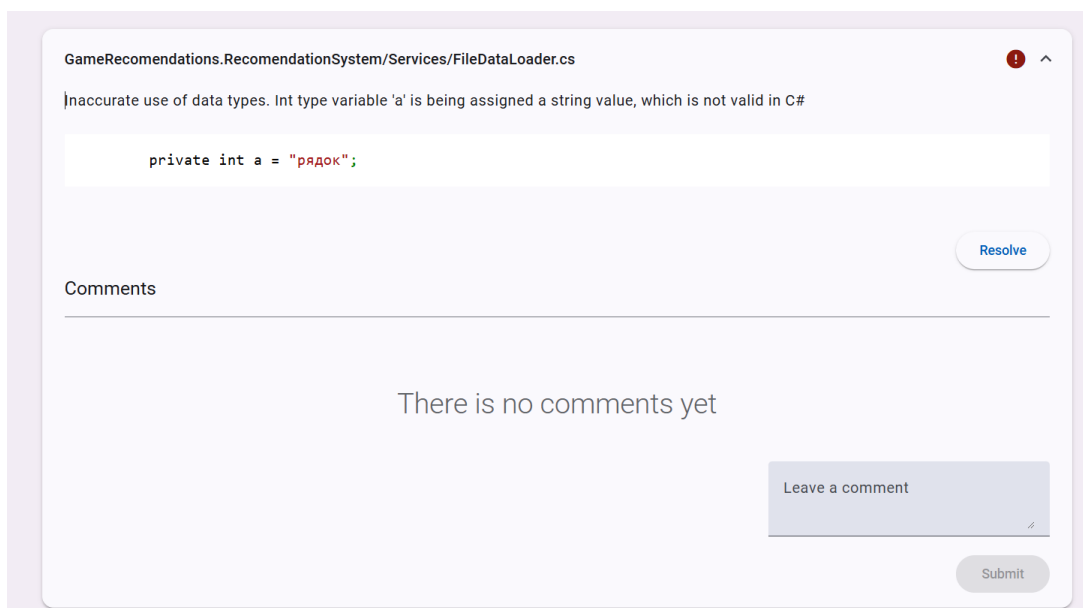 GameRecomendations.RecomendationSystem/Services/FileDataLoader.cs
Inaccurate use of data types. Int type variable 'a' is being assigned a string value, which is not valid in C#
private int a = "рядок";
Resolve
Comments
There is no comments yet
Leave a comment
Submit